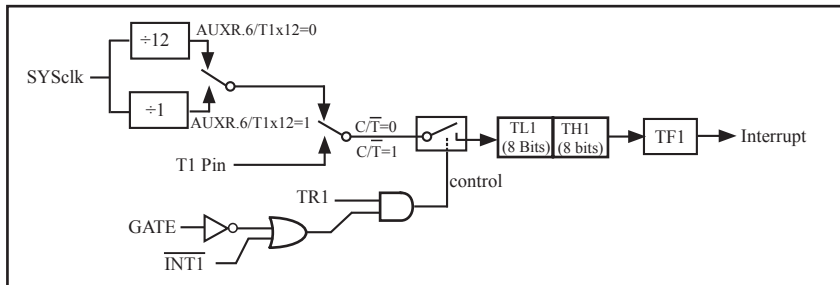 AUXR.6/T1x12=0
÷12
SYSclk
÷1
AUXR.6/T1x12=1
C/T̅=0
C/T̅=1
TL1
(8 Bits)
TH1
(8 bits)
TF1
Interrupt
T1 Pin
control
TR1
GATE
I̅N̅T̅1̅